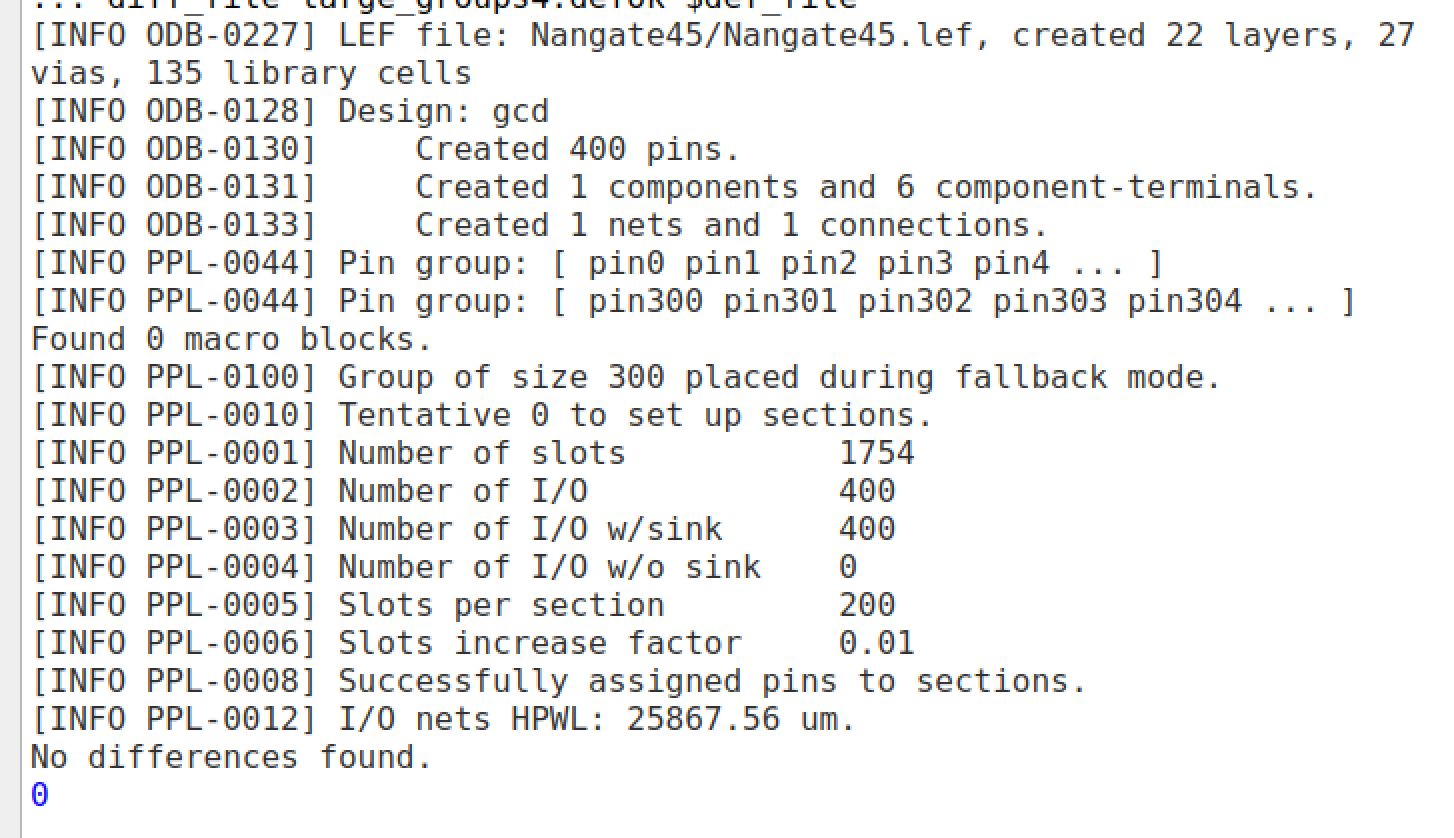 ... diff_file large_groups4.defok $def_file
[INFO ODB-0227] LEF file: Nangate45/Nangate45.lef, created 22 layers, 27
vias, 135 library cells
[INFO ODB-0128] Design: gcd
[INFO ODB-0130]     Created 400 pins.
[INFO ODB-0131]     Created 1 components and 6 component-terminals.
[INFO ODB-0133]     Created 1 nets and 1 connections.
[INFO PPL-0044] Pin group: [ pin0 pin1 pin2 pin3 pin4 ... ]
[INFO PPL-0044] Pin group: [ pin300 pin301 pin302 pin303 pin304 ... ]
Found 0 macro blocks.
[INFO PPL-0100] Group of size 300 placed during fallback mode.
[INFO PPL-0010] Tentative 0 to set up sections.
[INFO PPL-0001] Number of slots           1754
[INFO PPL-0002] Number of I/O             400
[INFO PPL-0003] Number of I/O w/sink      400
[INFO PPL-0004] Number of I/O w/o sink    0
[INFO PPL-0005] Slots per section         200
[INFO PPL-0006] Slots increase factor     0.01
[INFO PPL-0008] Successfully assigned pins to sections.
[INFO PPL-0012] I/O nets HPWL: 25867.56 um.
No differences found.
0